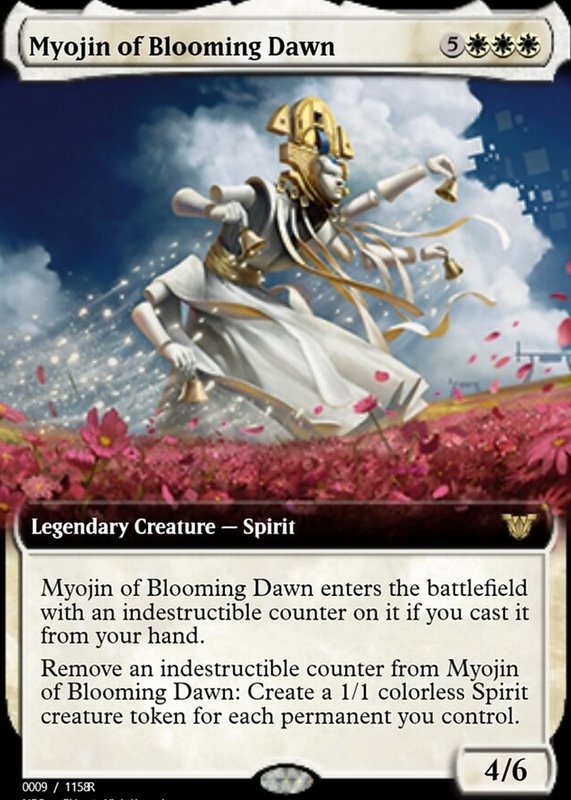 Myojin of Blooming Dawn 5
Legendary Creature — Spirit
Myojin of Blooming Dawn enters the battlefield
with an indestructible counter on it if you cast it
from your hand.
Remove an indestructible counter from Myojin
of Blooming Dawn: Create a 1/1 colorless Spirit
creature token for each permanent you control.
4/6
0009 / 1158R